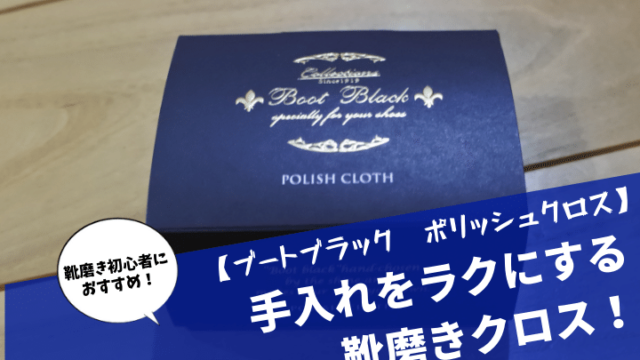 Collections
Since1919
Boot Black
specially for your shoes
POLISH CLOTH
靴磨き初心者に
おすすめ！
【ブートブラック　ポリッシュクロス】
手入れをラクにする
靴磨きクロス！